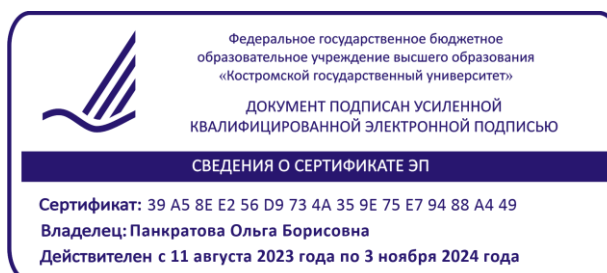 Федеральное государственное бюджетное
образовательное учреждение высшего образования
«Костромской государственный университет»
ДОКУМЕНТ ПОДПИСАН УСИЛЕННОЙ
КВАЛИФИЦИРОВАННОЙ ЭЛЕКТРОННОЙ ПОДПИСЬЮ
СВЕДЕНИЯ О СЕРТИФИКАТЕ ЭП
Сертификат: 39 A5 8E E2 56 D9 73 4A 35 9E 75 E7 94 88 A4 49
Владелец: Панкратова Ольга Борисовна
Действителен с 11 августа 2023 года по 3 ноября 2024 года